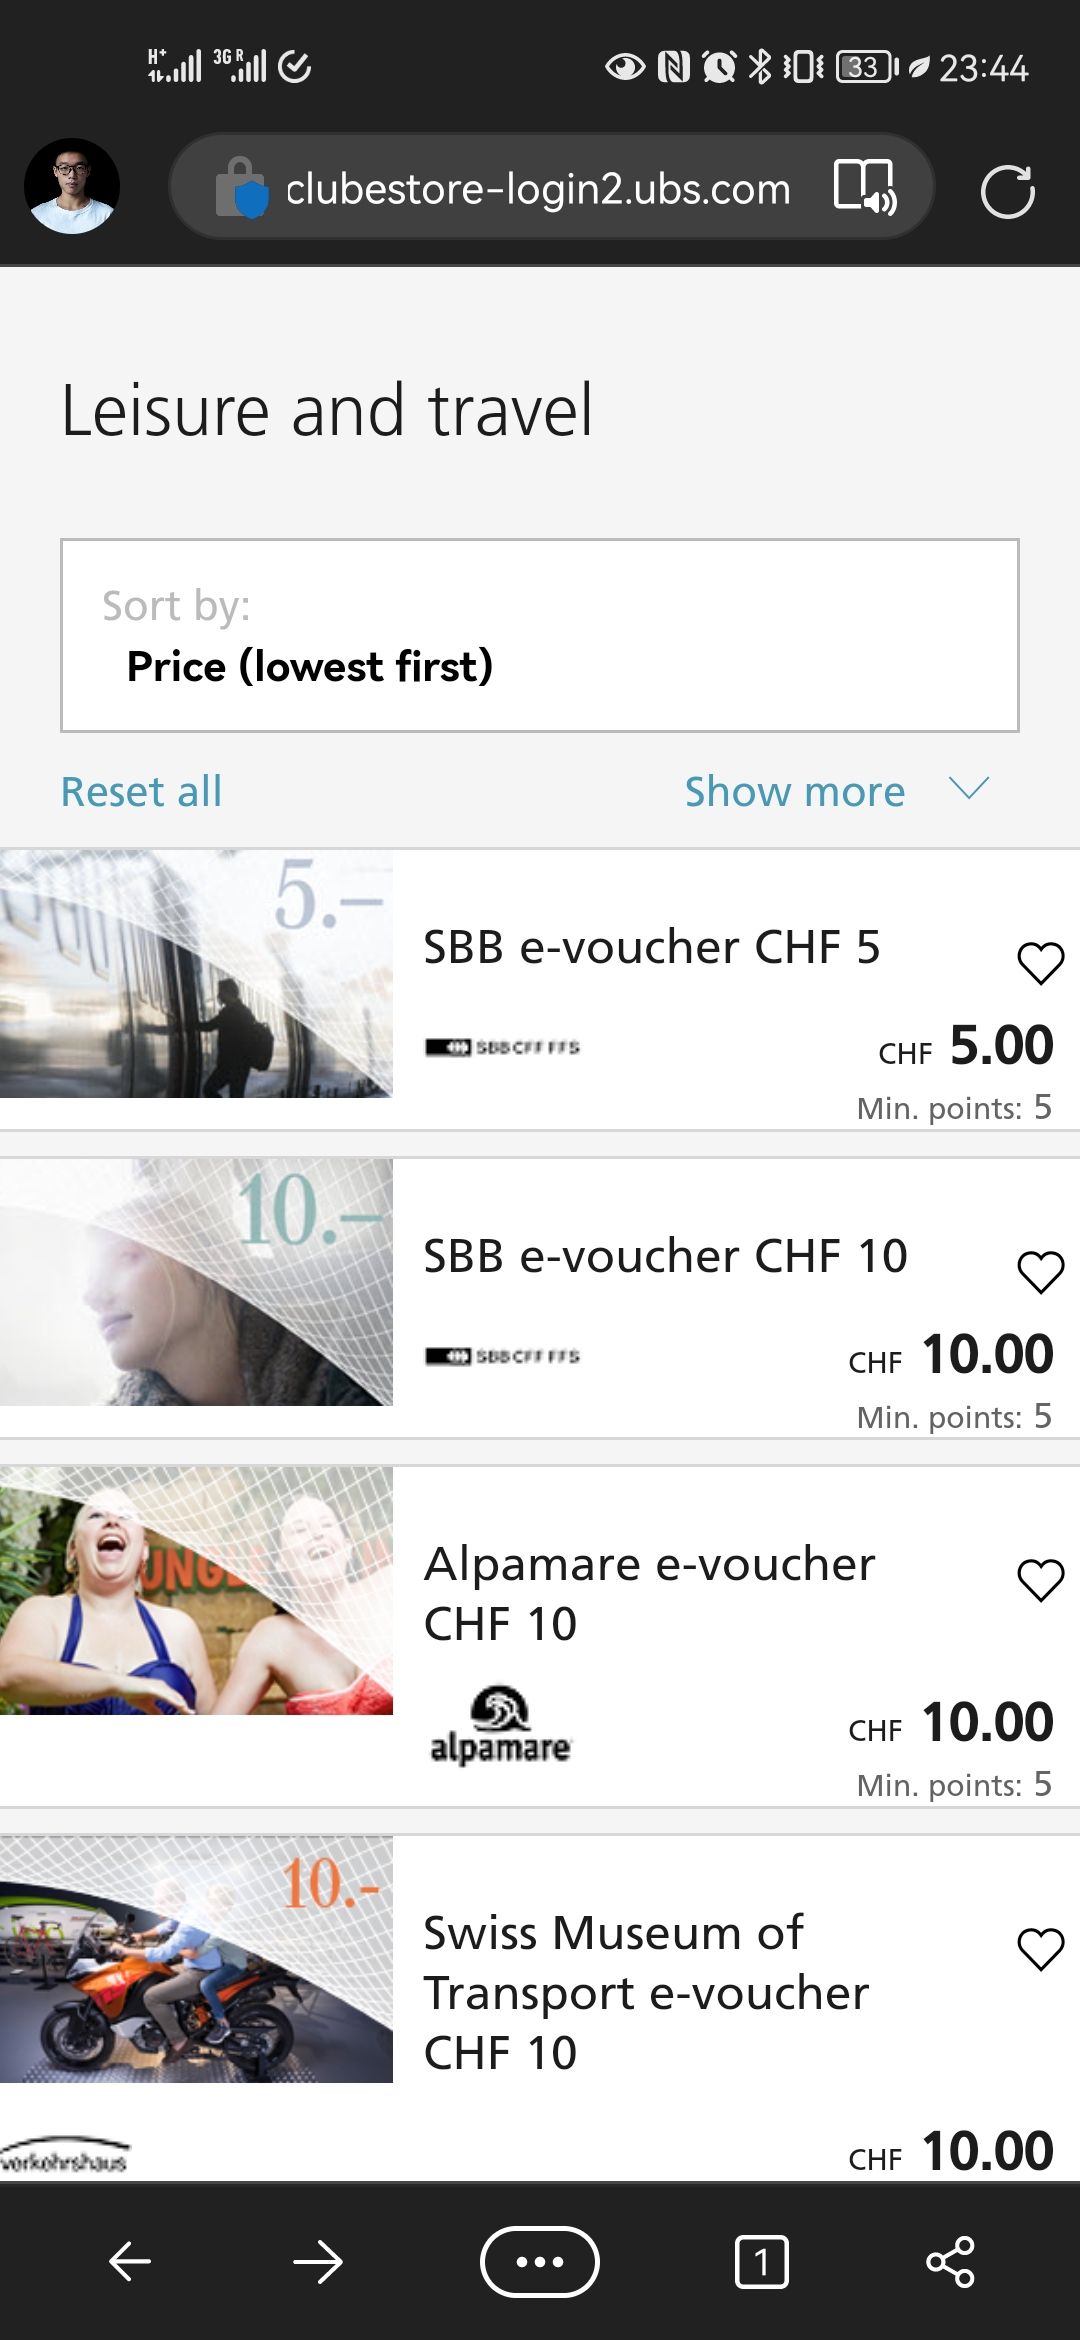 H+ 3G R 33 23:44
clubestore-login2.ubs.com
Leisure and travel
Sort by:
Price (lowest first)
Reset all Show more
5.–
SBB e-voucher CHF 5
SBB CFF FFS
CHF 5.00
Min. points: 5
10.–
SBB e-voucher CHF 10
SBB CFF FFS
CHF 10.00
Min. points: 5
Alpamare e-voucher
CHF 10
alpamare
CHF 10.00
Min. points: 5
10.-
Swiss Museum of
Transport e-voucher
CHF 10
verkehrshaus
CHF 10.00
1